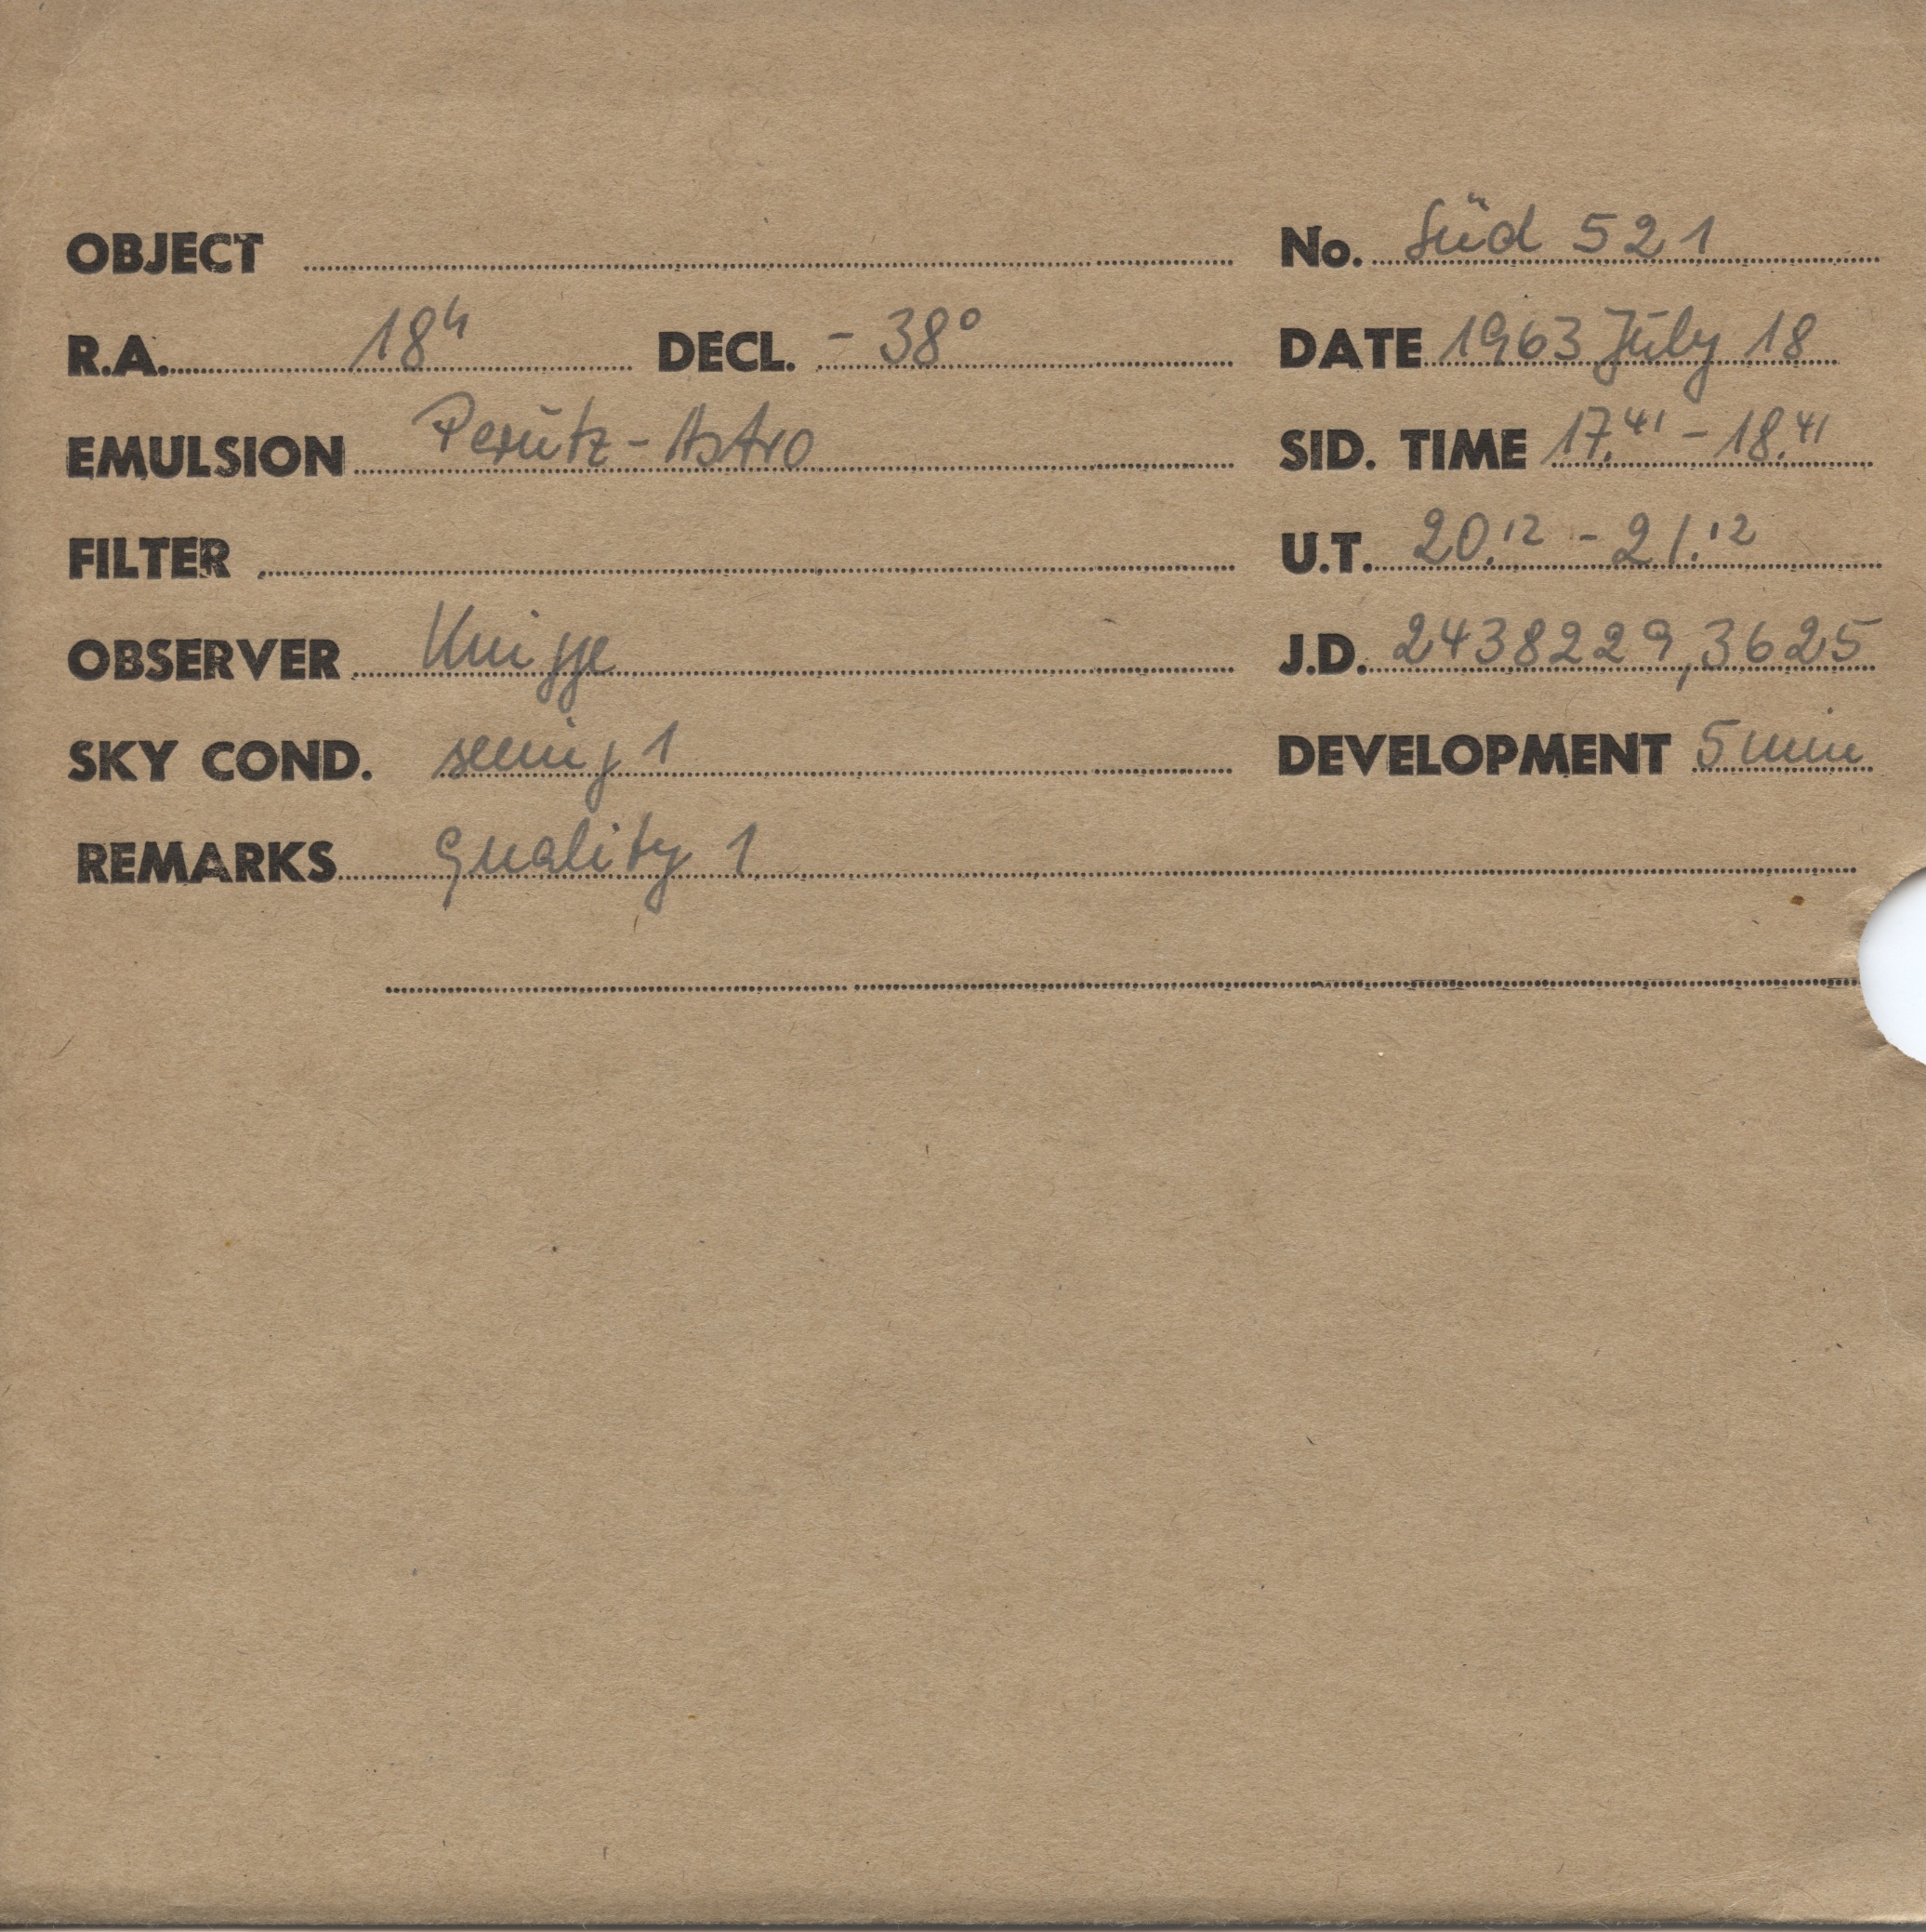 OBJECT No. Süd 521
R.A. 18h DECL. - 38° DATE 1963 July 18
EMULSION Perutz-Astro SID. TIME 17.41 - 18.41
FILTER U.T. 20.12 - 21.12
OBSERVER Knigge J.D. 2438229,3625
SKY COND. seeing 1 DEVELOPMENT 5 min
REMARKS quality 1